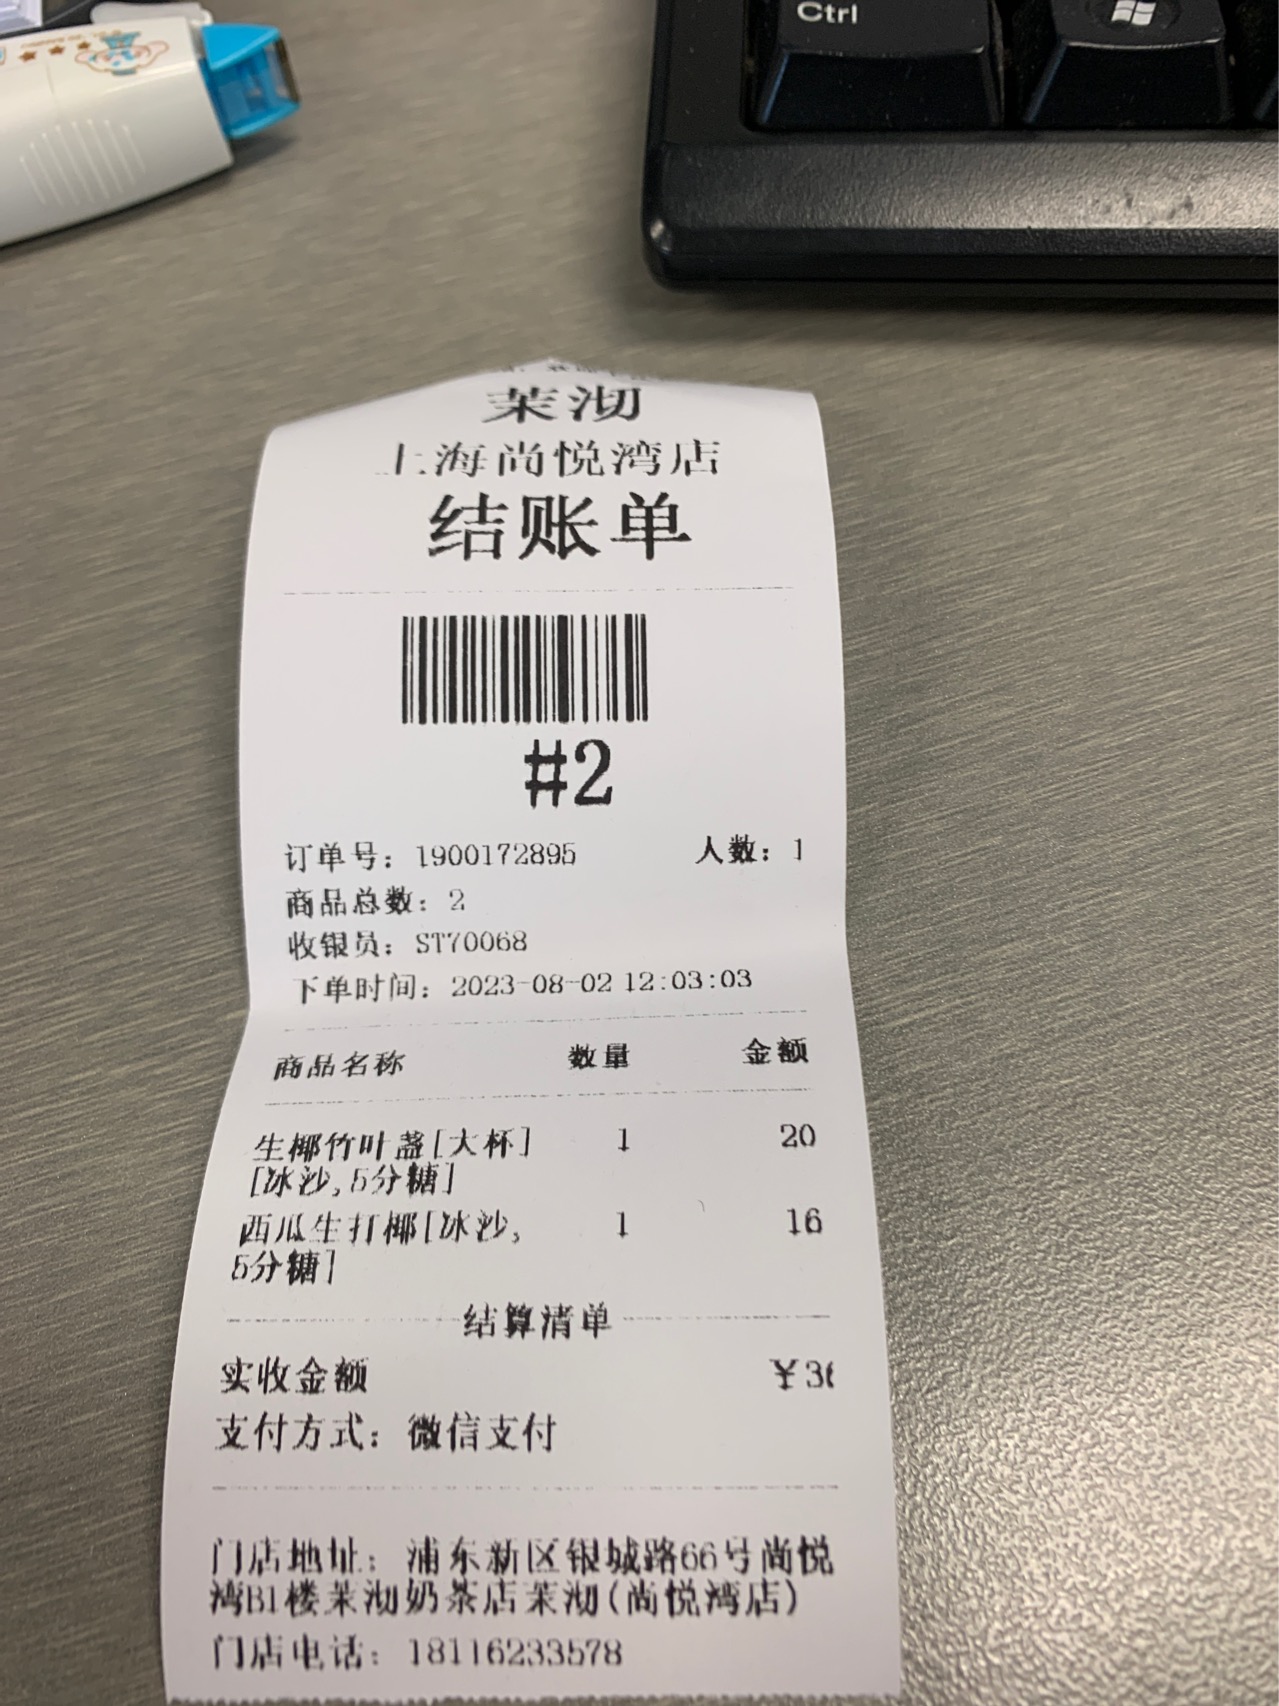 Ctrl
茉沏
上海尚悦湾店
结账单
#2
订单号：1900172895 人数：1
商品总数：2
收银员：ST70068
下单时间：2023-08-02 12:03:03
商品名称 数量 金额
生椰竹叶盏[大杯] 1 20
[冰沙,5分糖]
西瓜生打椰[冰沙, 1 16
5分糖]
结算清单
实收金额 ¥36
支付方式：微信支付
门店地址：浦东新区银城路66号尚悦
湾B1楼茉沏奶茶店茉沏(尚悦湾店)
门店电话：18116233578